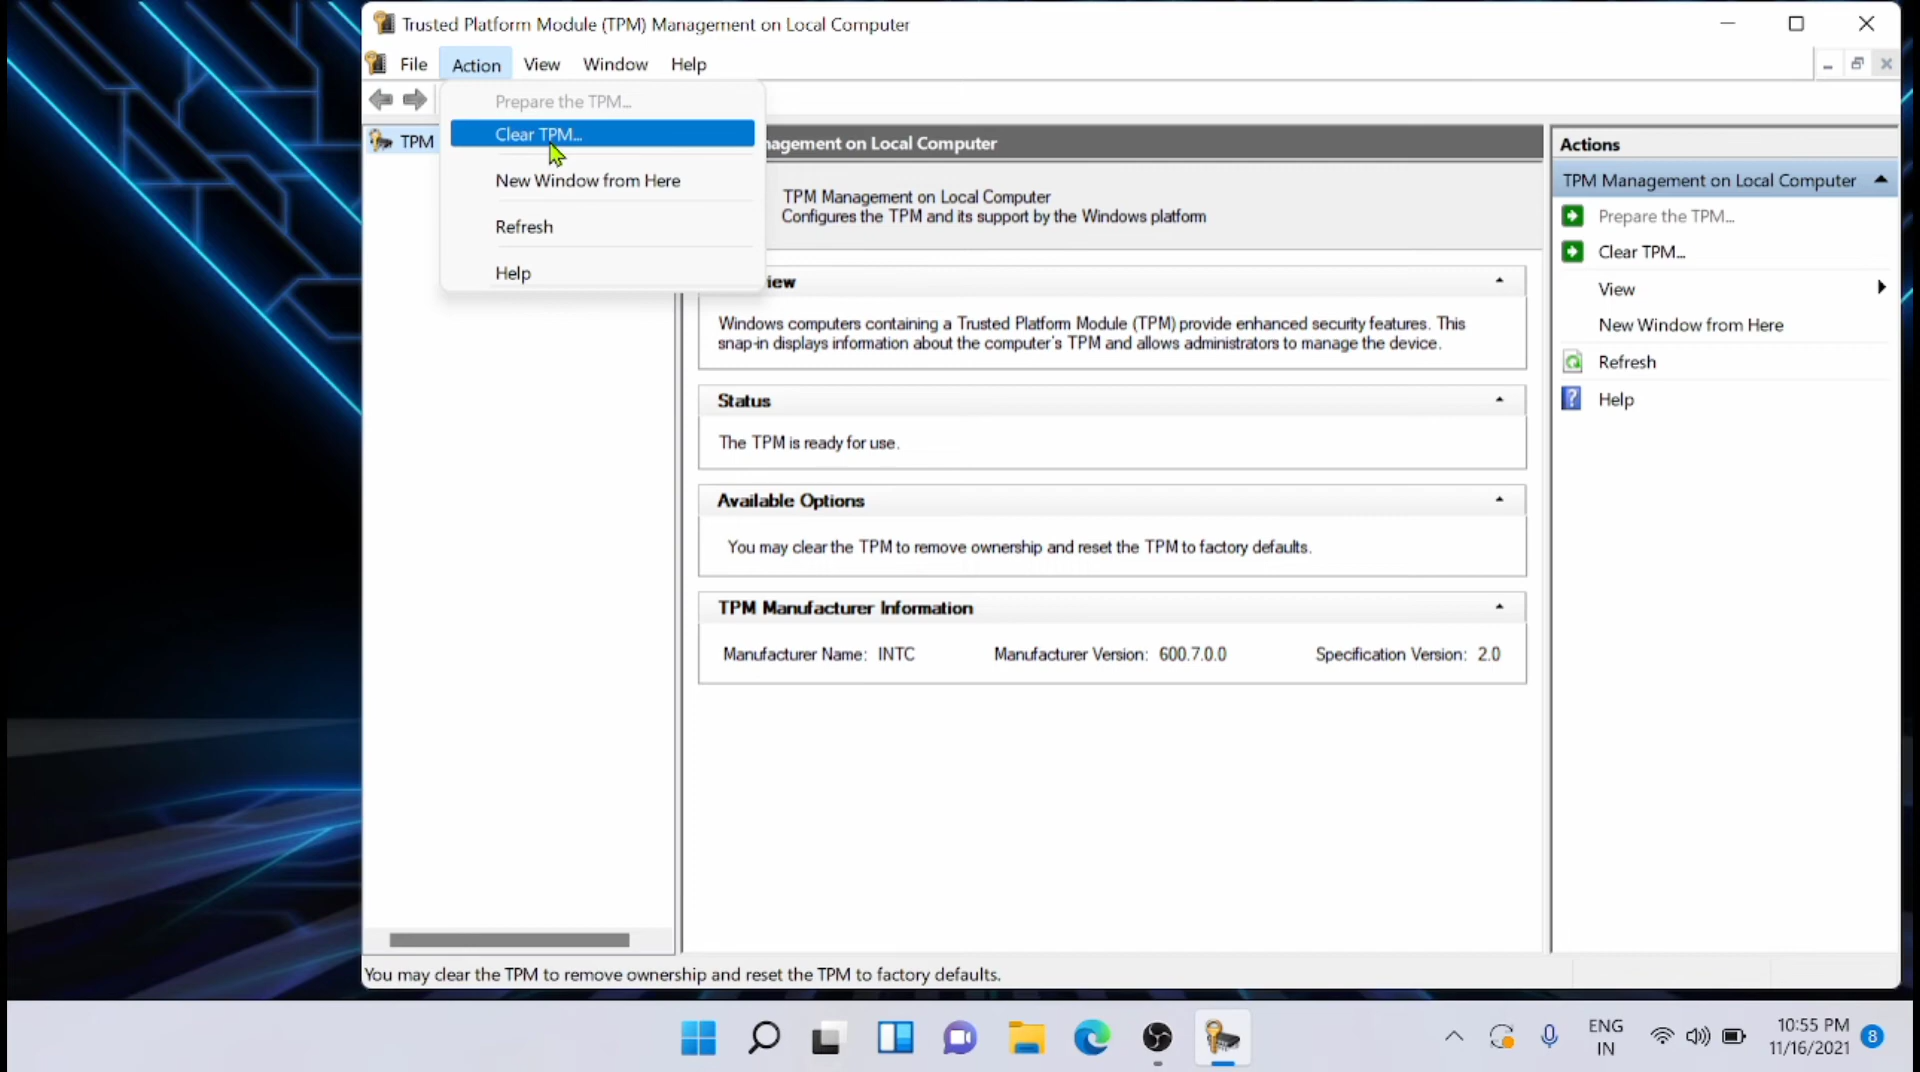 Trusted Platform Module (TPM) Management on Local Computer
File Action View Window Help
Prepare the TPM...
Clear TPM...
New Window from Here
Refresh
Help
TPM
nagement on Local Computer
TPM Management on Local Computer
Configures the TPM and its support by the Windows platform
iew
Windows computers containing a Trusted Platform Module (TPM) provide enhanced security features. This
snap-in displays information about the computer's TPM and allows administrators to manage the device.
Status
The TPM is ready for use.
Available Options
You may clear the TPM to remove ownership and reset the TPM to factory defaults.
TPM Manufacturer Information
Manufacturer Name: INTC Manufacturer Version: 600.7.0.0 Specification Version: 2.0
Actions
TPM Management on Local Computer
Prepare the TPM...
Clear TPM...
View
New Window from Here
Refresh
Help
You may clear the TPM to remove ownership and reset the TPM to factory defaults.
ENG
IN
10:55 PM
11/16/2021
8